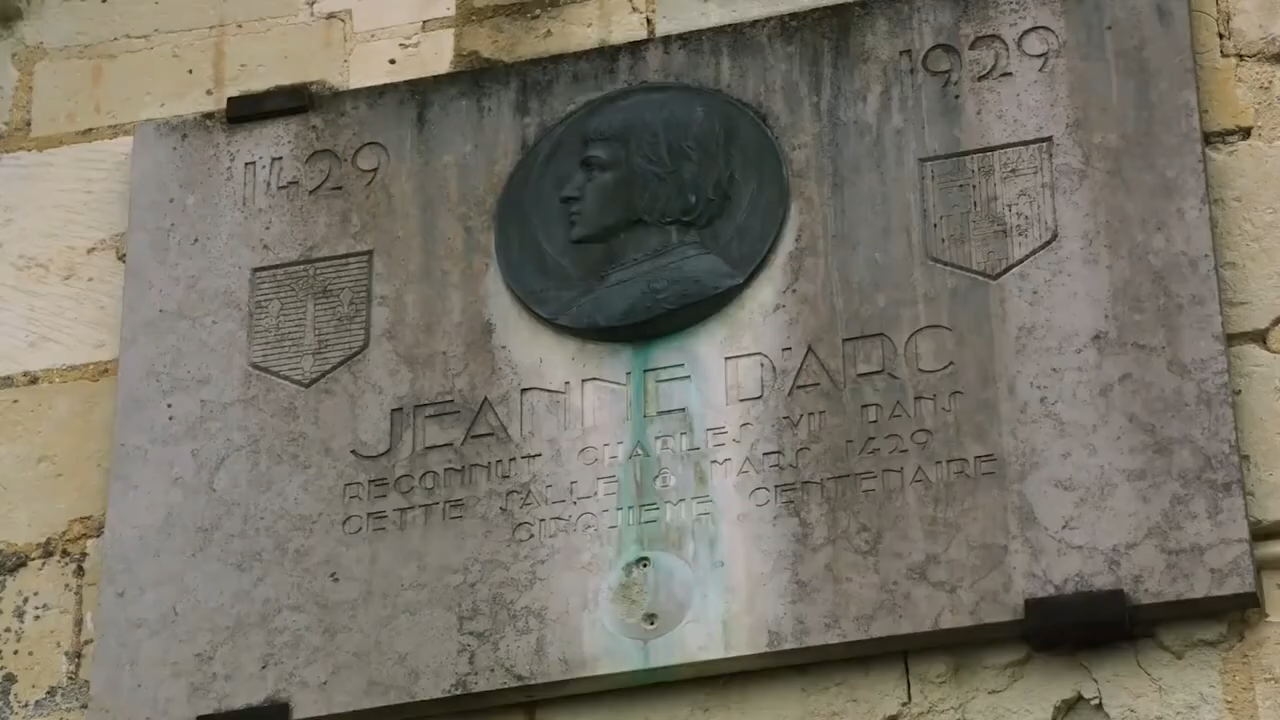 1429
1929
JEANNE D'ARC
RECONNUT CHARLES VII DANS
CETTE SALLE 8 MARS 1429
CINQUIEME CENTENAIRE